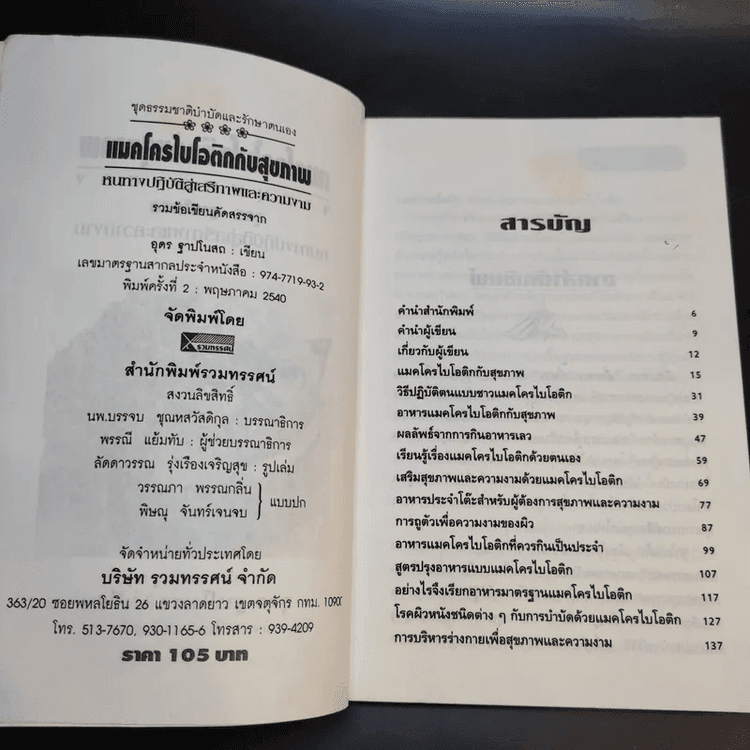 ชุดธรรมชาติบำบัดและรักษาตนเอง
แมคโครไบโอติกกับสุขภาพ
หนทางปฏิบัติสู่เสรีภาพและความงาม
รวมข้อเขียนคัดสรรจาก
อุดร ฐาปโนสถ : เขียน
เลขมาตรฐานสากลประจำหนังสือ : 974-7719-93-2
พิมพ์ครั้งที่ 2 : พฤษภาคม 2540
จัดพิมพ์โดย
รวมทรรศน์
สำนักพิมพ์รวมทรรศน์
สงวนลิขสิทธิ์
นพ.บรรจบ ชุณหสวัสดิกุล : บรรณาธิการ
พรรณี แย้มทับ : ผู้ช่วยบรรณาธิการ
ลัดดาวรรณ รุ่งเรืองเจริญสุข : รูปเล่ม
วรรณภา พรรณกลิ่น
พิษณุ จันทร์เจนจบ
แบบปก
จัดจำหน่ายทั่วประเทศโดย
บริษัท รวมทรรศน์ จำกัด
363/20 ซอยพหลโยธิน 26 แขวงลาดยาว เขตจตุจักร กทม. 10900
โทร. 513-7670, 930-1165-6 โทรสาร : 939-4209
ราคา 105 บาท
สารบัญ
คำนำสำนักพิมพ์ 6
คำนำผู้เขียน 9
เกี่ยวกับผู้เขียน 12
แมคโครไบโอติกกับสุขภาพ 15
วิธีปฏิบัติตนแบบชาวแมคโครไบโอติก 31
อาหารแมคโครไบโอติกกับสุขภาพ 39
ผลลัพธ์จากการกินอาหารเลว 47
เรียนรู้เรื่องแมคโครไบโอติกด้วยตนเอง 59
เสริมสุขภาพและความงามด้วยแมคโครไบโอติก 69
อาหารประจำโต๊ะสำหรับผู้ต้องการสุขภาพและความงาม 77
การถูตัวเพื่อความงามของผิว 87
อาหารแมคโครไบโอติกที่ควรกินเป็นประจำ 99
สูตรปรุงอาหารแบบแมคโครไบโอติก 107
อย่างไรจึงเรียกอาหารมาตรฐานแมคโครไบโอติก 117
โรคผิวหนังชนิดต่าง ๆ กับการบำบัดด้วยแมคโครไบโอติก 127
การบริหารร่างกายเพื่อสุขภาพและความงาม 137